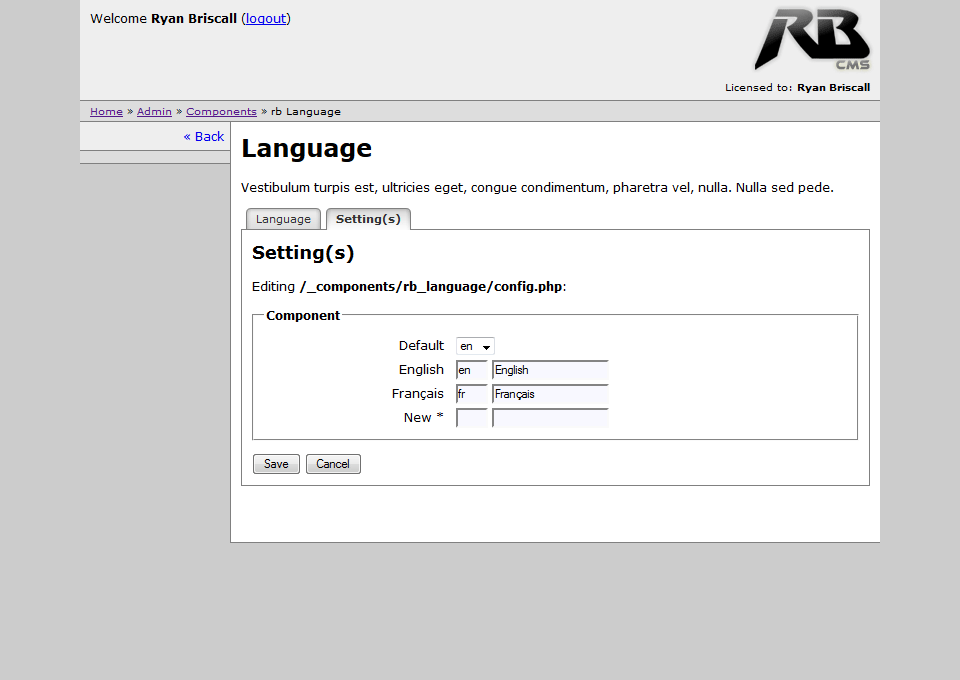 Welcome Ryan Briscall (logout)
RB
CMS
Licensed to: Ryan Briscall
Home » Admin » Components » rb Language
« Back
Language
Vestibulum turpis est, ultricies eget, congue condimentum, pharetra vel, nulla. Nulla sed pede.
Language Setting(s)
Setting(s)
Editing /_components/rb_language/config.php:
Component
Default en
English en English
Français fr Français
New *
Save Cancel